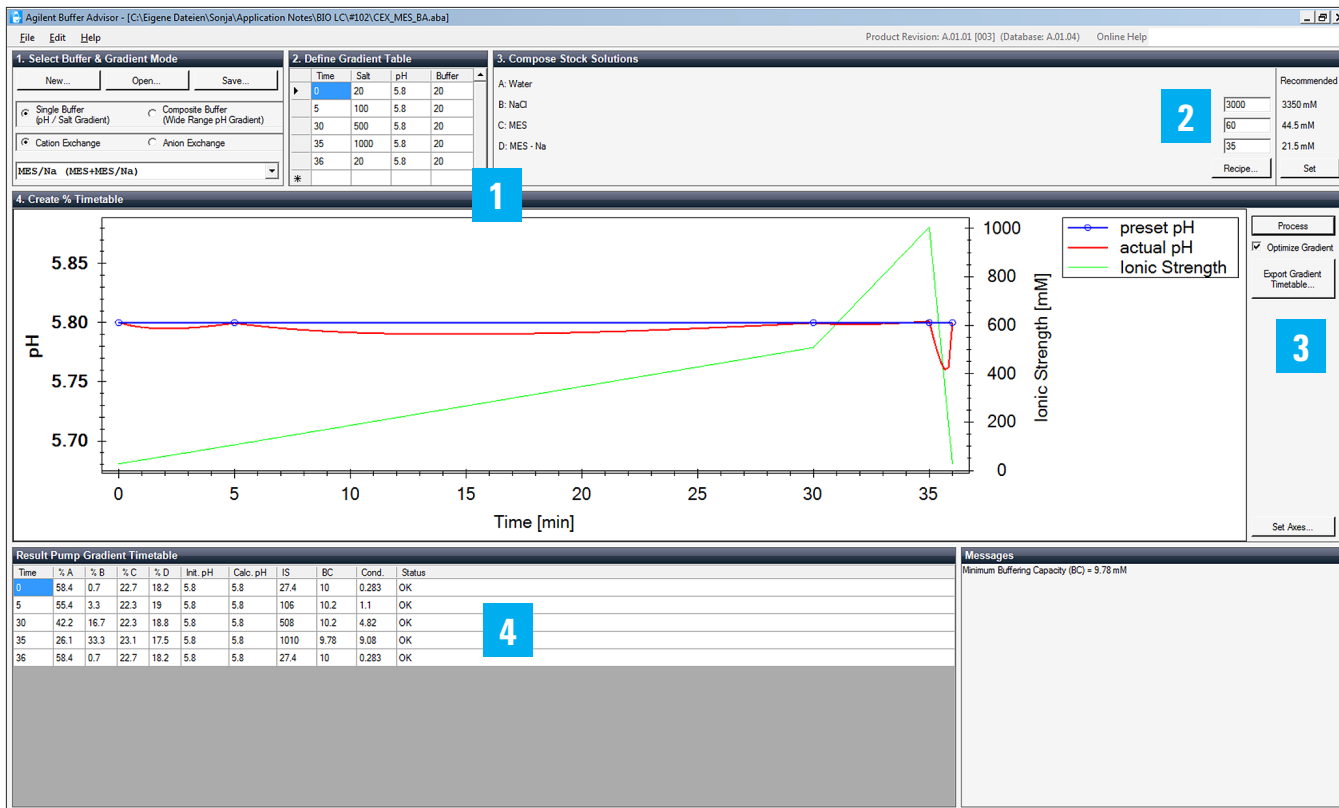 Agilent Buffer Advisor - [C:\Eigene Dateien\Sonja\Application Notes\BIO LC\#102\CEX_MES_BA.aba]
File Edit Help
Product Revision: A.01.01 [003] (Database: A.01.04) Online Help
1. Select Buffer & Gradient Mode
New... Open... Save...
Single Buffer
(pH / Salt Gradient)
Composite Buffer
(Wide Range pH Gradient)
Cation Exchange Anion Exchange
MES/Na (MES+MES/Na)
2. Define Gradient Table
Time Salt pH Buffer
0 20 5.8 20
5 100 5.8 20
30 500 5.8 20
35 1000 5.8 20
36 20 5.8 20
*
1
3. Compose Stock Solutions
Recommended
A: Water
B: NaCl 3000 3350 mM
C: MES 60 44.5 mM
D: MES - Na 35 21.5 mM
Recipe... Set
2
4. Create % Timetable
5.85
5.80
5.75
5.70
pH
0 5 10 15 20 25 30 35
Time [min]
1000
800
600
400
200
0
Ionic Strength [mM]
preset pH
actual pH
Ionic Strength
Process
Optimize Gradient
Export Gradient
Timetable...
3
Set Axes...
Result Pump Gradient Timetable
Time % A % B % C % D Init. pH Calc. pH IS BC Cond. Status
0 58.4 0.7 22.7 18.2 5.8 5.8 27.4 10 0.283 OK
5 55.4 3.3 22.3 19 5.8 5.8 106 10.2 1.1 OK
30 42.2 16.7 22.3 18.8 5.8 5.8 508 10.2 4.82 OK
35 26.1 33.3 23.1 17.5 5.8 5.8 1010 9.78 9.08 OK
36 58.4 0.7 22.7 18.2 5.8 5.8 27.4 10 0.283 OK
4
Messages
Minimum Buffering Capacity (BC) = 9.78 mM